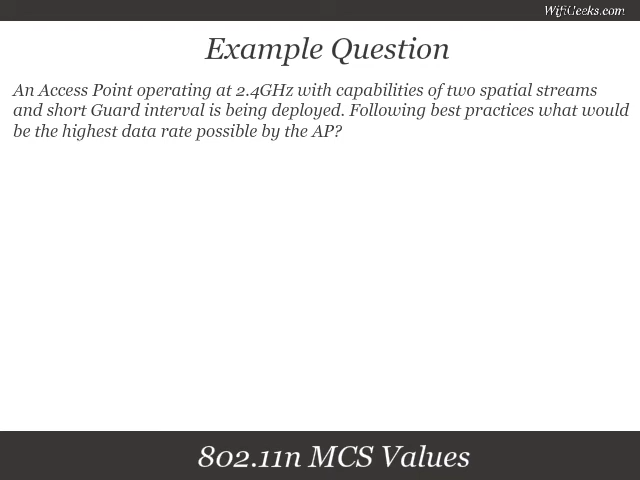 WifiGeeks.com
Example Question
An Access Point operating at 2.4GHz with capabilities of two spatial streams
and short Guard interval is being deployed. Following best practices what would
be the highest data rate possible by the AP?
802.11n MCS Values